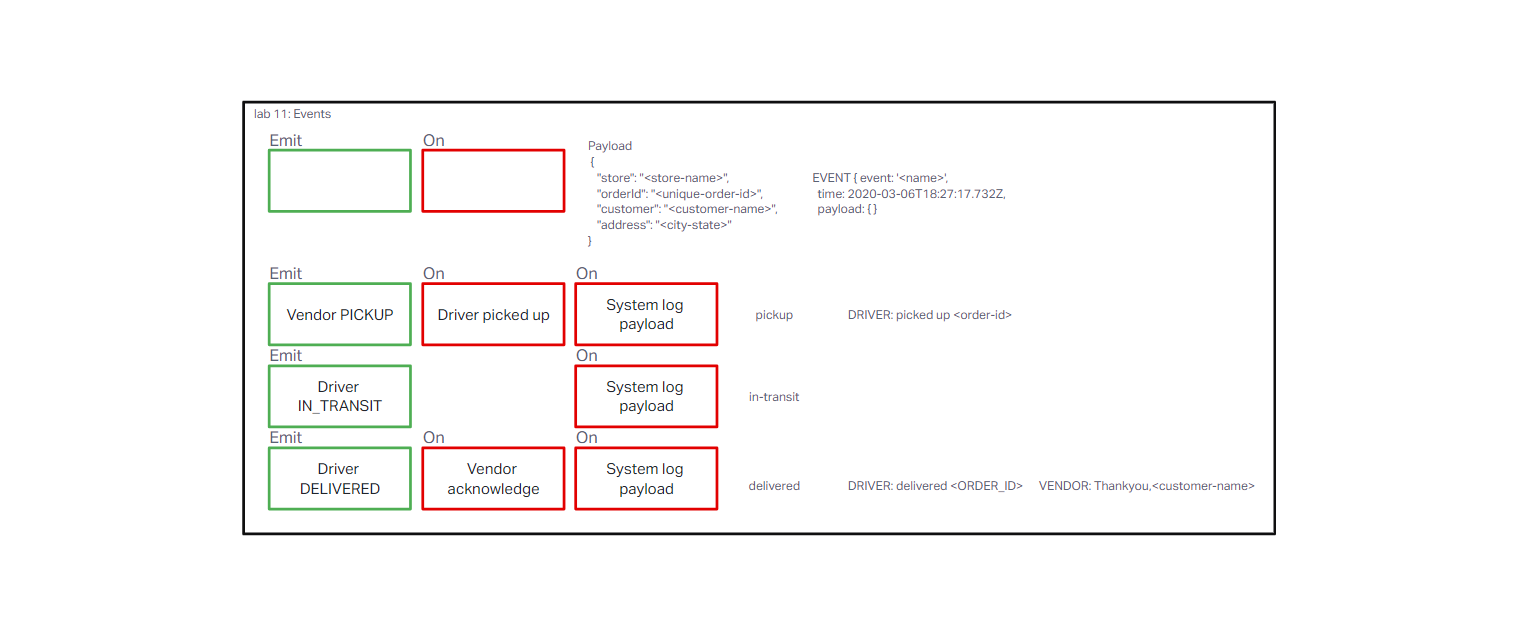 lab 11: Events
Emit
On
Payload
{
"store": "<store-name>",
"orderId": "<unique-order-id>",
"customer": "<customer-name>",
"address": "<city-state>"
}
EVENT { event: '<name>',
time: 2020-03-06T18:27:17.732Z,
payload: { }
Emit
On
On
Vendor PICKUP
Driver picked up
System log
payload
pickup
DRIVER: picked up <order-id>
Emit
On
Driver
IN_TRANSIT
System log
payload
in-transit
Emit
On
On
Driver
DELIVERED
Vendor
acknowledge
System log
payload
delivered
DRIVER: delivered <ORDER_ID>
VENDOR: Thankyou,<customer-name>